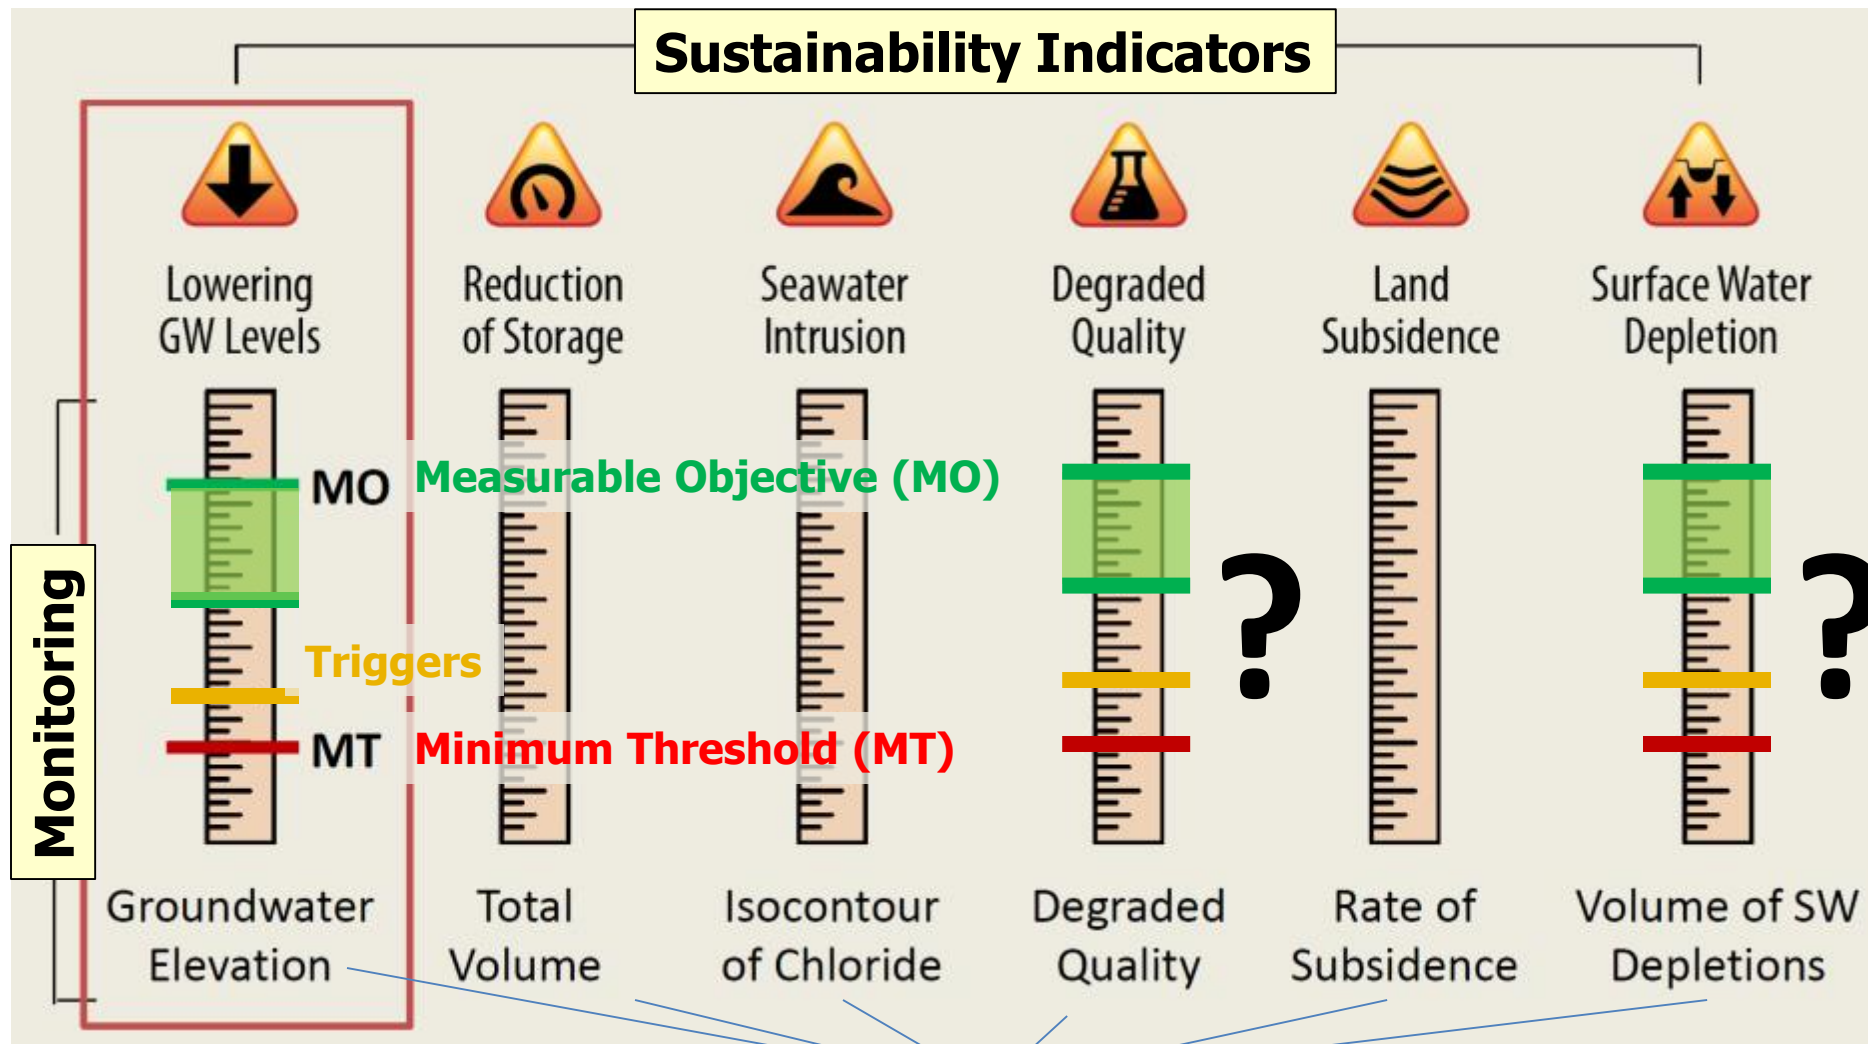 Sustainability Indicators
Lowering
GW Levels
Reduction
of Storage
Seawater
Intrusion
Degraded
Quality
Land
Subsidence
Surface Water
Depletion
Monitoring
MO
Measurable Objective (MO)
Triggers
MT
Minimum Threshold (MT)
?
?
Groundwater
Elevation
Total
Volume
Isocontour
of Chloride
Degraded
Quality
Rate of
Subsidence
Volume of SW
Depletions